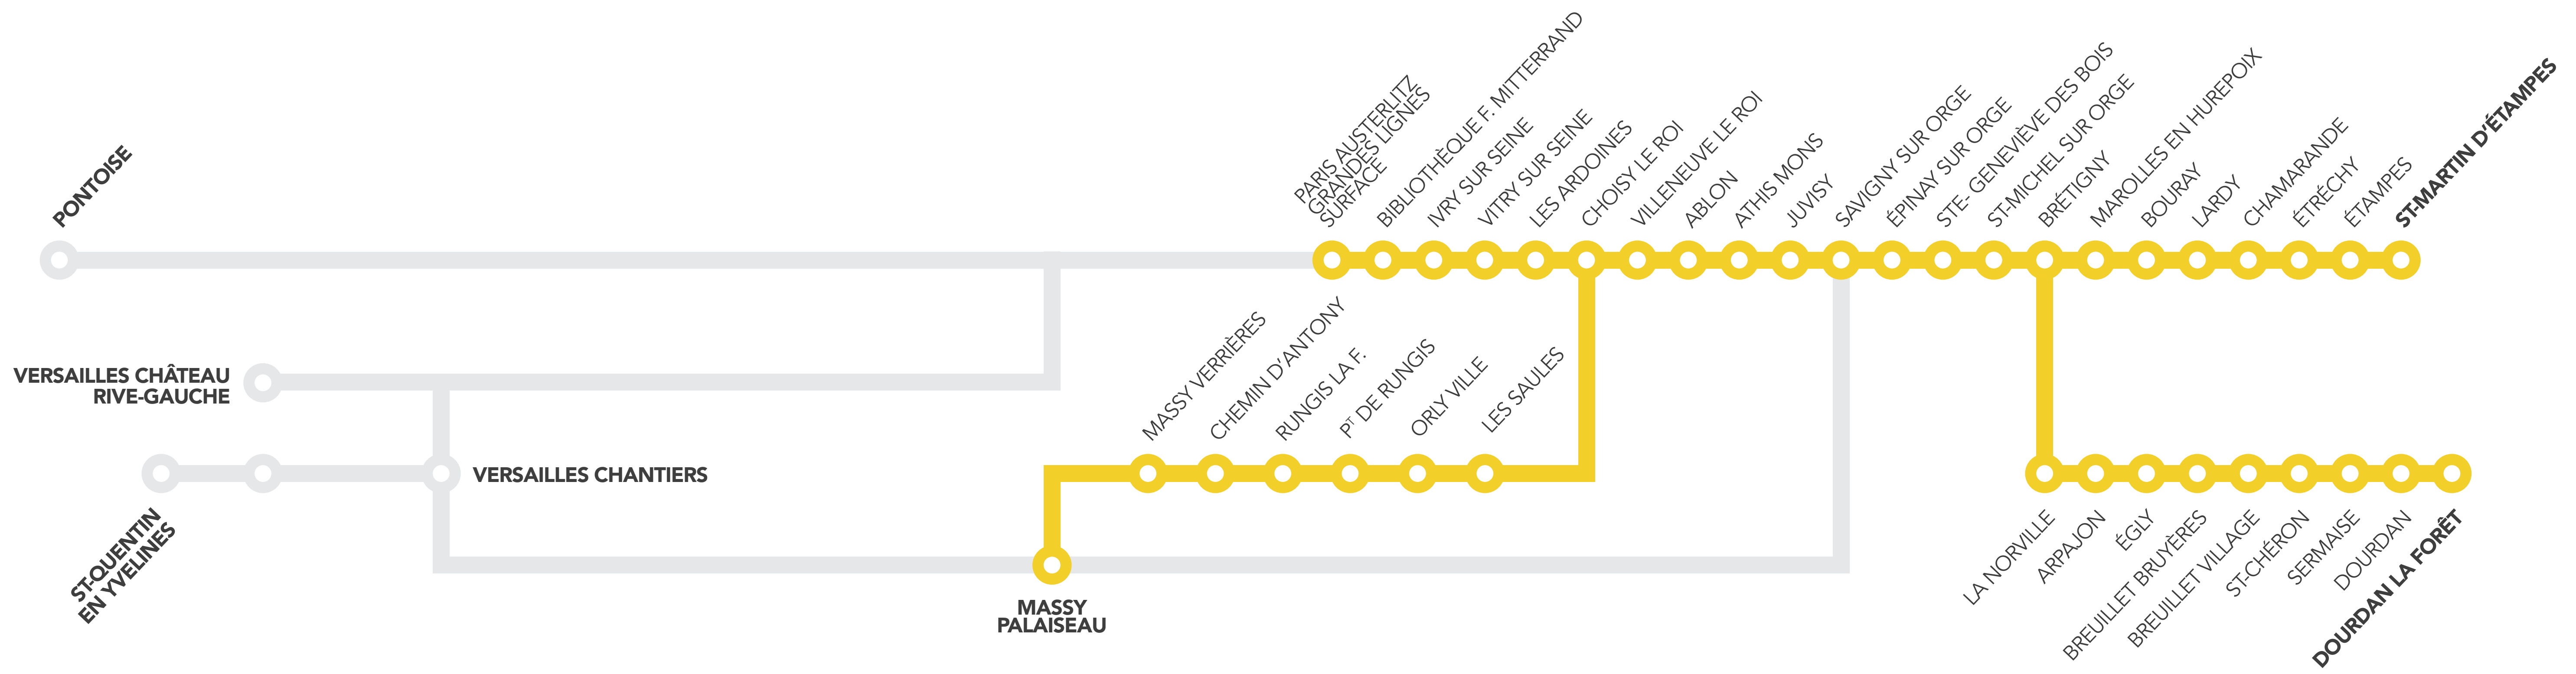 PONTOISE
PARIS AUSTERLITZ
GRANDES LIGNES
SURFACE
BIBLIOTHÈQUE F. MITTERRAND
IVRY SUR SEINE
VITRY SUR SEINE
LES ARDOINES
CHOISY LE ROI
VILLENEUVE LE ROI
ABLON
ATHIS MONS
JUVISY
SAVIGNY SUR ORGE
ÉPINAY SUR ORGE
STE- GENEVIÈVE DES BOIS
ST-MICHEL SUR ORGE
BRÉTIGNY
MAROLLES EN HUREPOIX
BOURAY
LARDY
CHAMARANDE
ÉTRÉCHY
ÉTAMPES
ST-MARTIN D'ÉTAMPES
VERSAILLES CHÂTEAU
RIVE-GAUCHE
MASSY VERRIÈRES
CHEMIN D'ANTONY
RUNGIS LA F.
PT DE RUNGIS
ORLY VILLE
LES SAULES
VERSAILLES CHANTIERS
ST-QUENTIN
EN YVELINES
MASSY
PALAISEAU
LA NORVILLE
ARPAJON
ÉGLY
BREUILLET BRUYÈRES
BREUILLET VILLAGE
ST-CHÉRON
SERMAISE
DOURDAN
DOURDAN LA FORÊT